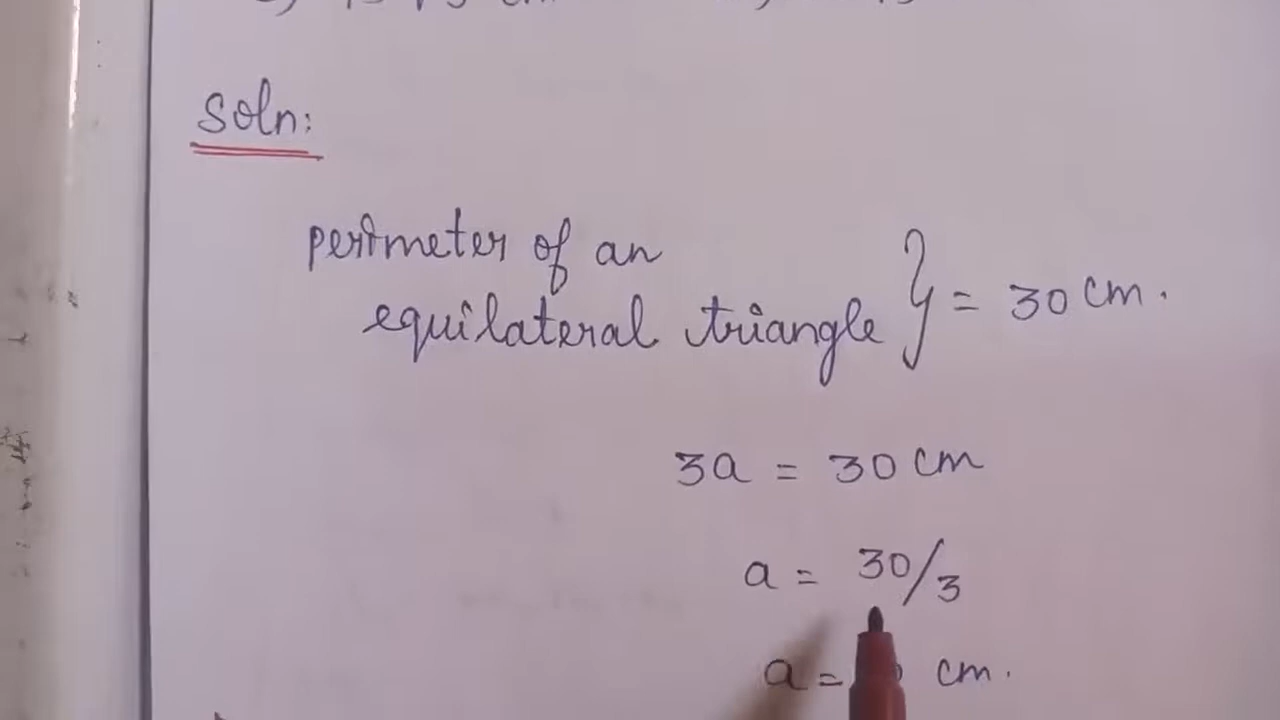 Soln:
perimeter of an
equilateral triangle } = 30 cm.
3a = 30 cm
a = 30/3
a = cm.